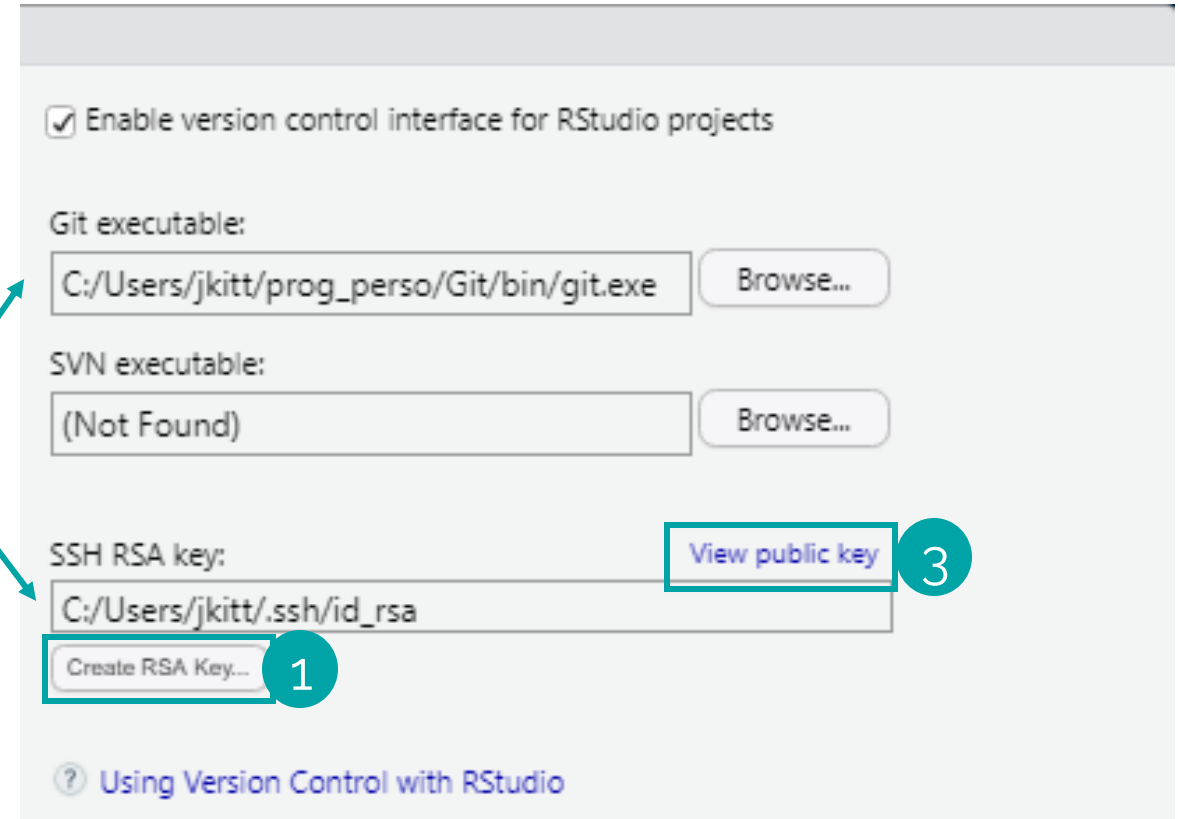 Enable version control interface for RStudio projects
Git executable:
C:/Users/jkitt/prog_perso/Git/bin/git.exe
Browse...
SVN executable:
(Not Found)
Browse...
SSH RSA key:
View public key
3
C:/Users/jkitt/.ssh/id_rsa
Create RSA Key...
1
? Using Version Control with RStudio